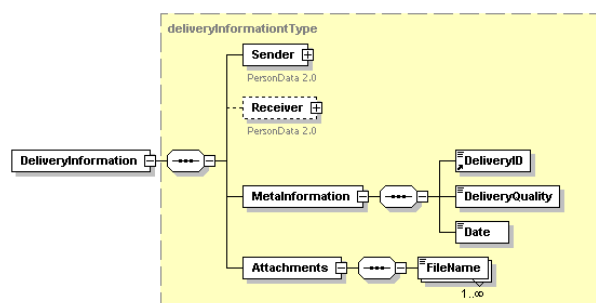 deliveryInformationtType
Sender
PersonData 2.0
Receiver
PersonData 2.0
DeliveryInformation
MetaInformation
DeliveryID
DeliveryQuality
Date
Attachments
FileName
1..∞